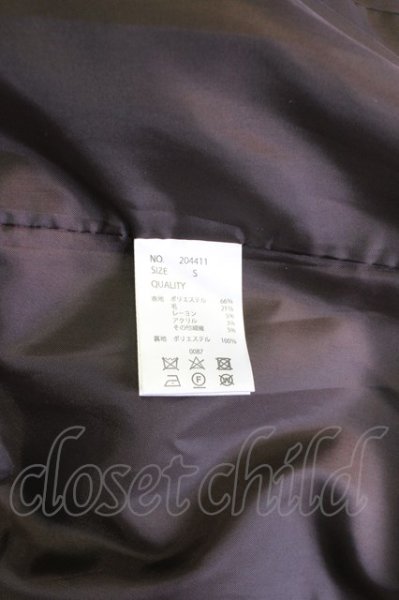 NO. 204411
SIZE S
QUALITY
表地 ポリエステル 66%
毛 21%
レーヨン 5%
アクリル 3%
その他繊維 5%
裏地 ポリエステル 100%
0087
closet child